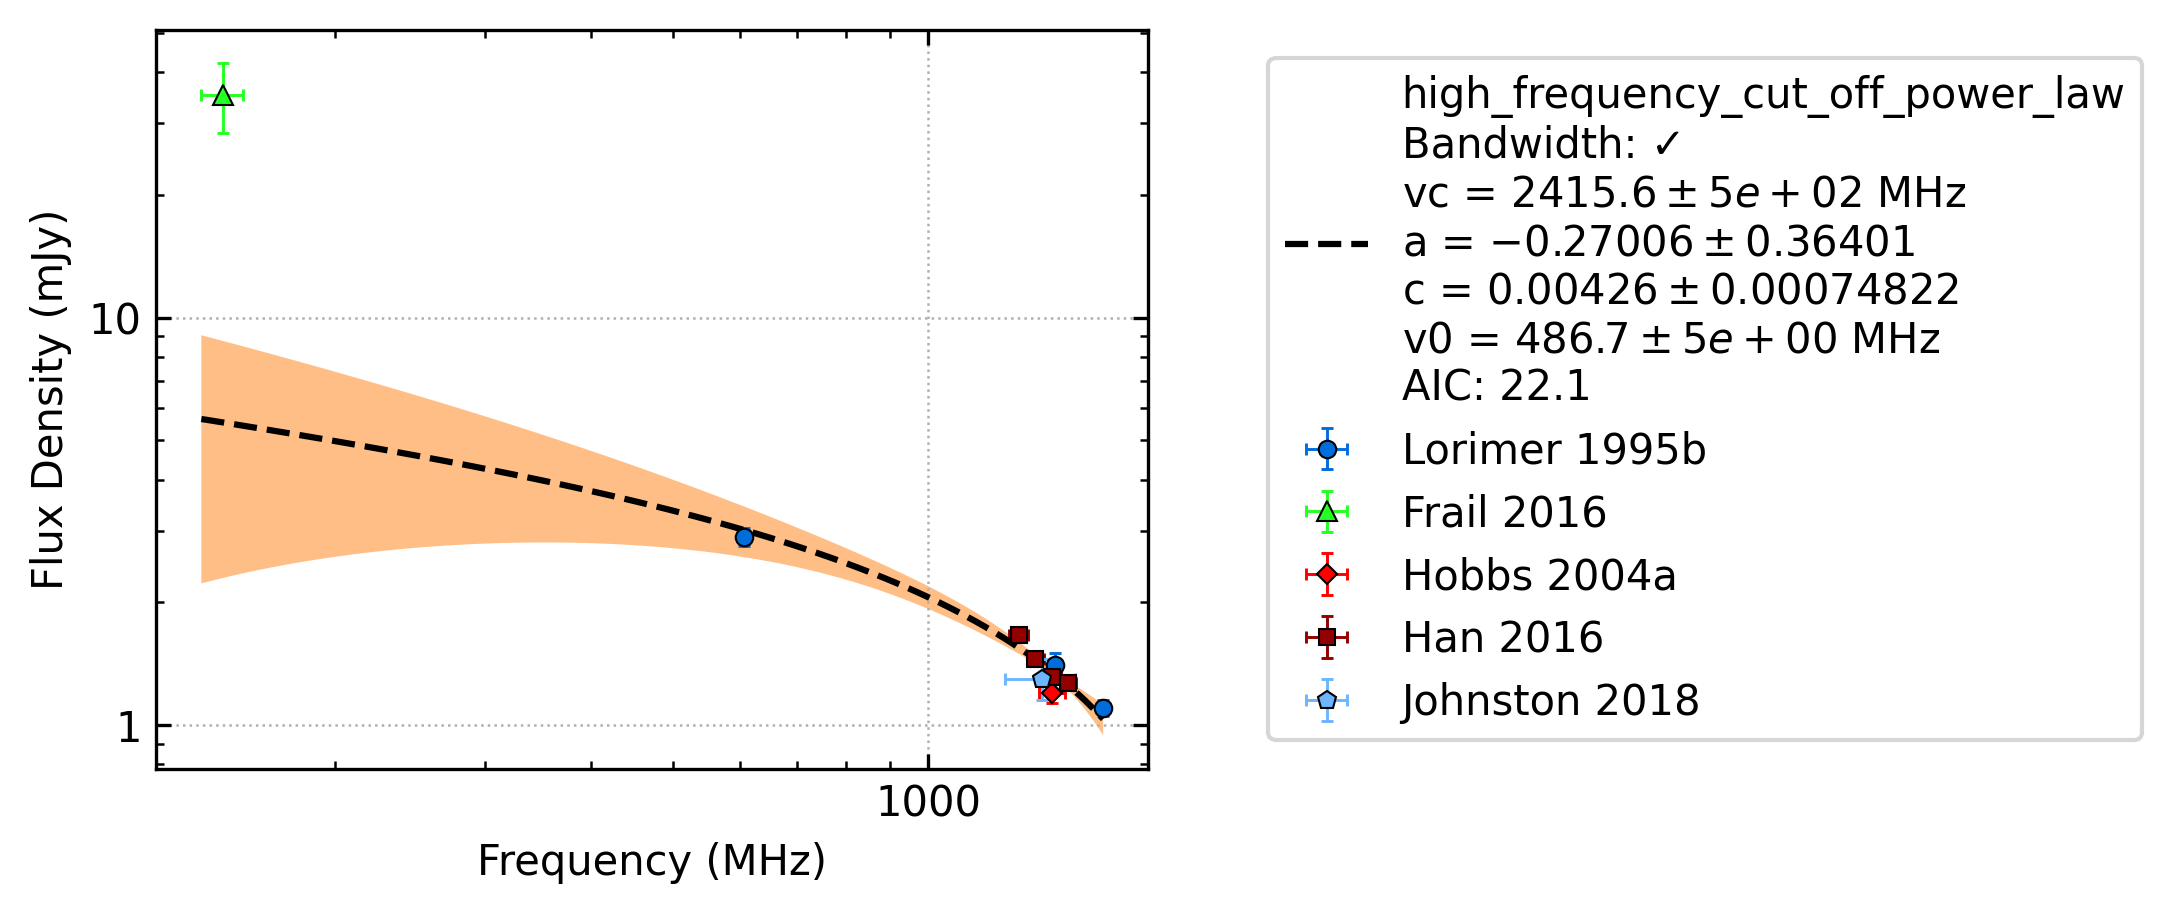 Flux Density (mJy)
10
1
1000
Frequency (MHz)
high_frequency_cut_off_power_law
Bandwidth: ✓
vc = 2415.6 ± 5e + 02 MHz
a = −0.27006 ± 0.36401
c = 0.00426 ± 0.00074822
v0 = 486.7 ± 5e + 00 MHz
AIC: 22.1
Lorimer 1995b
Frail 2016
Hobbs 2004a
Han 2016
Johnston 2018